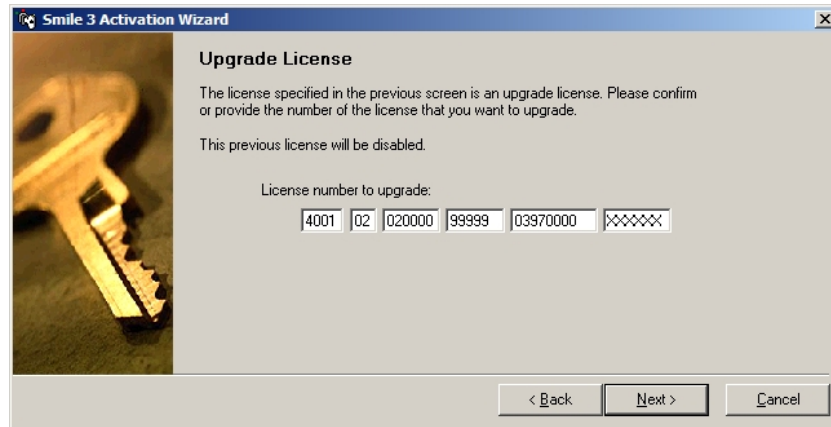 Smile 3 Activation Wizard
Upgrade License
The license specified in the previous screen is an upgrade license. Please confirm
or provide the number of the license that you want to upgrade.
This previous license will be disabled.
License number to upgrade:
4001 02 020000 99999 03970000 XXXXXX
< Back Next > Cancel